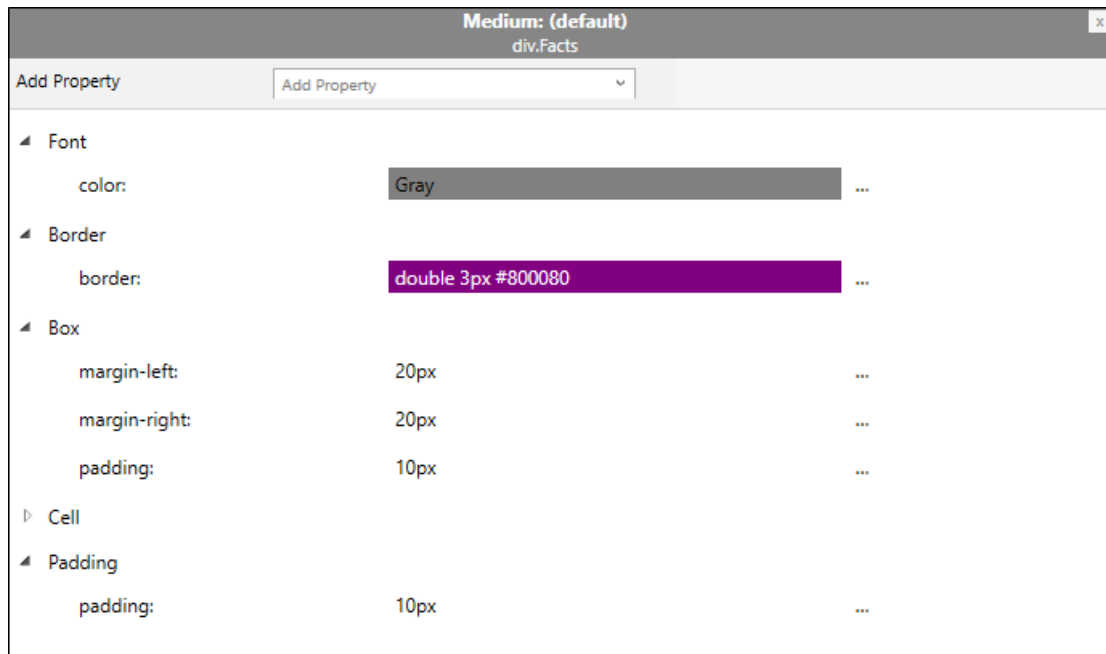 Medium: (default)
x
div.Facts
Add Property Add Property
Font
color: Gray ...
Border
border: double 3px #800080 ...
Box
margin-left: 20px ...
margin-right: 20px ...
padding: 10px ...
Cell
Padding
padding: 10px ...